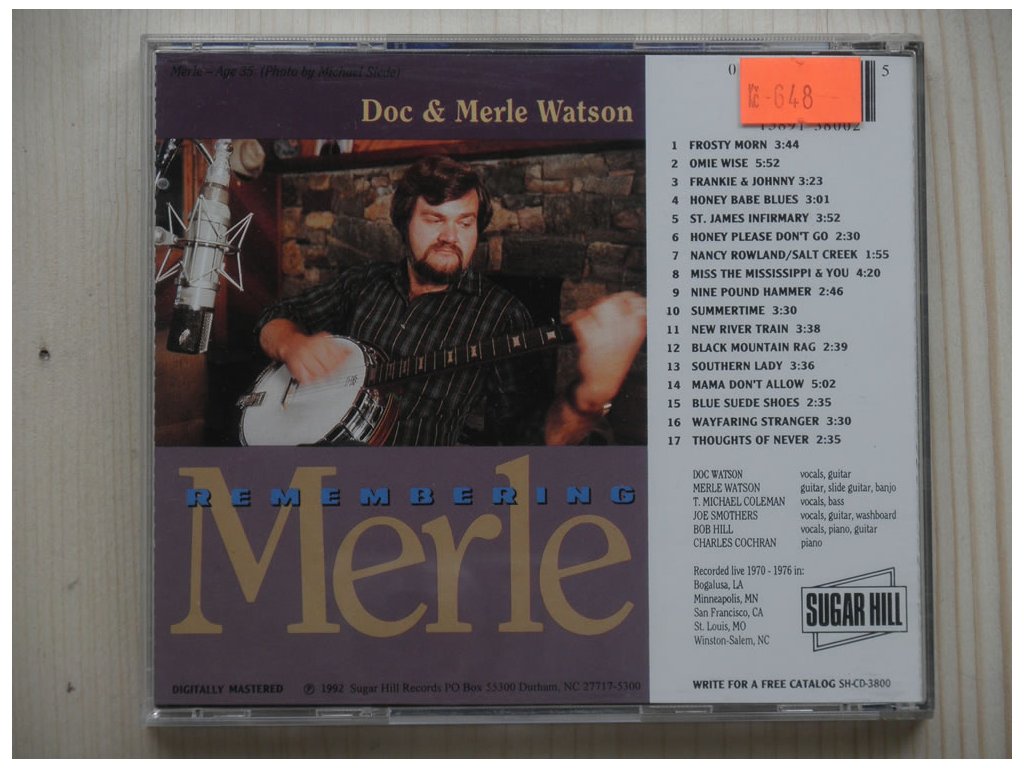 Merle - Age 35 (Photo by Michael Slede)
Doc & Merle Watson
REMEMBERING
Merle
DIGITALLY MASTERED ℗ 1992 Sugar Hill Records PO Box 55300 Durham, NC 27717-5300
0 5
648
15891 38002
1 FROSTY MORN 3:44
2 OMIE WISE 5:52
3 FRANKIE & JOHNNY 3:23
4 HONEY BABE BLUES 3:01
5 ST. JAMES INFIRMARY 3:52
6 HONEY PLEASE DON'T GO 2:30
7 NANCY ROWLAND/SALT CREEK 1:55
8 MISS THE MISSISSIPPI & YOU 4:20
9 NINE POUND HAMMER 2:46
10 SUMMERTIME 3:30
11 NEW RIVER TRAIN 3:38
12 BLACK MOUNTAIN RAG 2:39
13 SOUTHERN LADY 3:36
14 MAMA DON'T ALLOW 5:02
15 BLUE SUEDE SHOES 2:35
16 WAYFARING STRANGER 3:30
17 THOUGHTS OF NEVER 2:35
DOC WATSON vocals, guitar
MERLE WATSON guitar, slide guitar, banjo
T. MICHAEL COLEMAN vocals, bass
JOE SMOTHERS vocals, guitar, washboard
BOB HILL vocals, piano, guitar
CHARLES COCHRAN piano
Recorded live 1970 - 1976 in:
Bogalusa, LA
Minneapolis, MN
San Francisco, CA
St. Louis, MO
Winston-Salem, NC
SUGAR HILL
WRITE FOR A FREE CATALOG SH-CD-3800